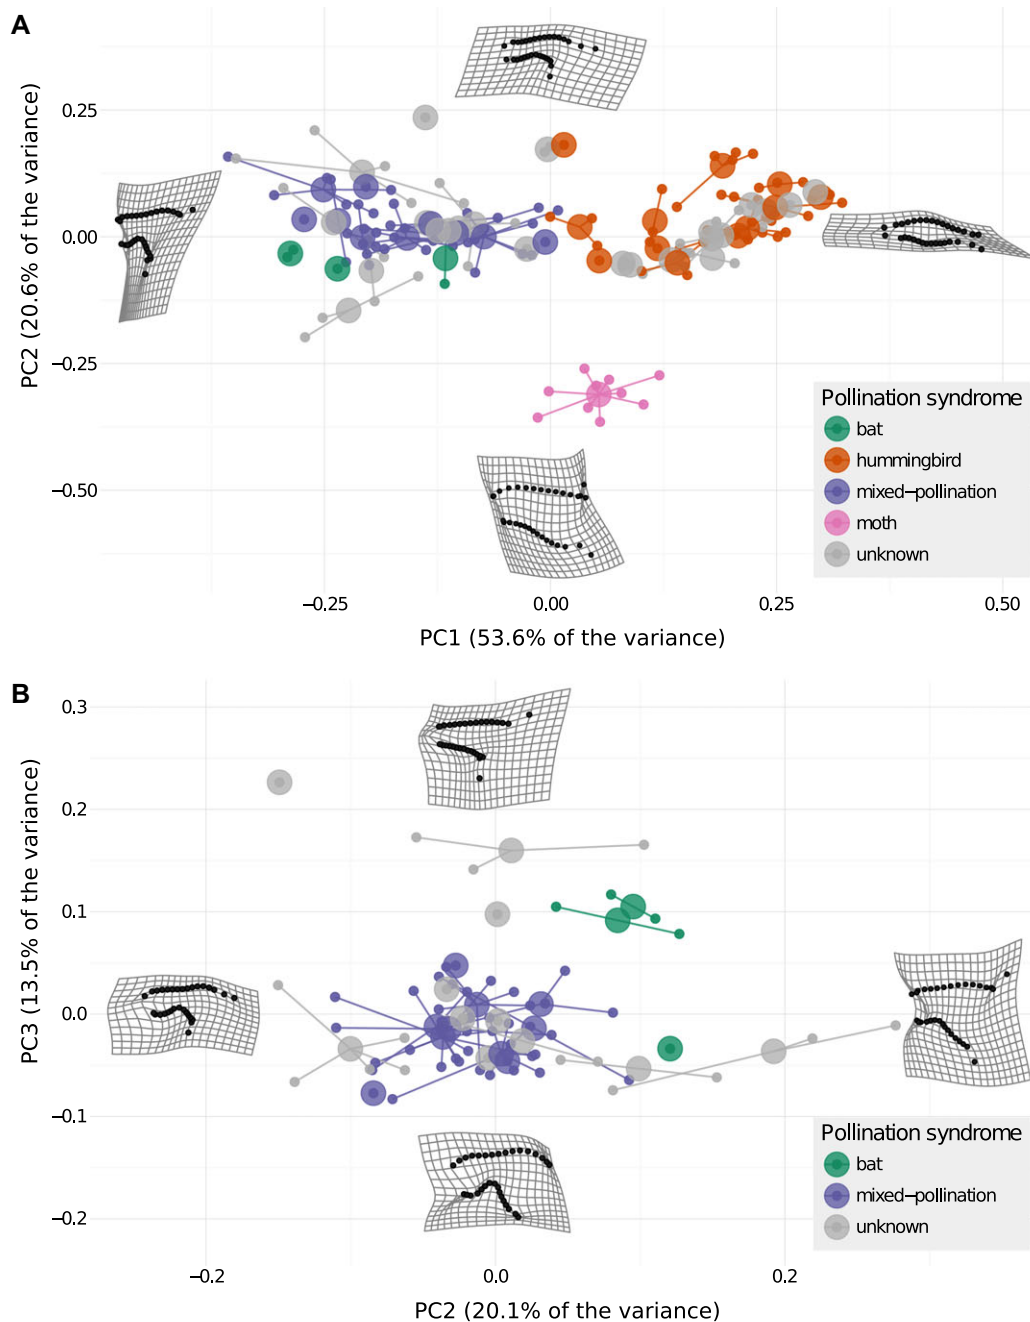 A
PC2 (20.6% of the variance)
0.25
0.00
−0.25
−0.50
−0.25
0.00
0.25
0.50
PC1 (53.6% of the variance)
Pollination syndrome
bat
hummingbird
mixed−pollination
moth
unknown
B
PC3 (13.5% of the variance)
0.3
0.2
0.1
0.0
−0.1
−0.2
−0.2
0.0
0.2
PC2 (20.1% of the variance)
Pollination syndrome
bat
mixed−pollination
unknown